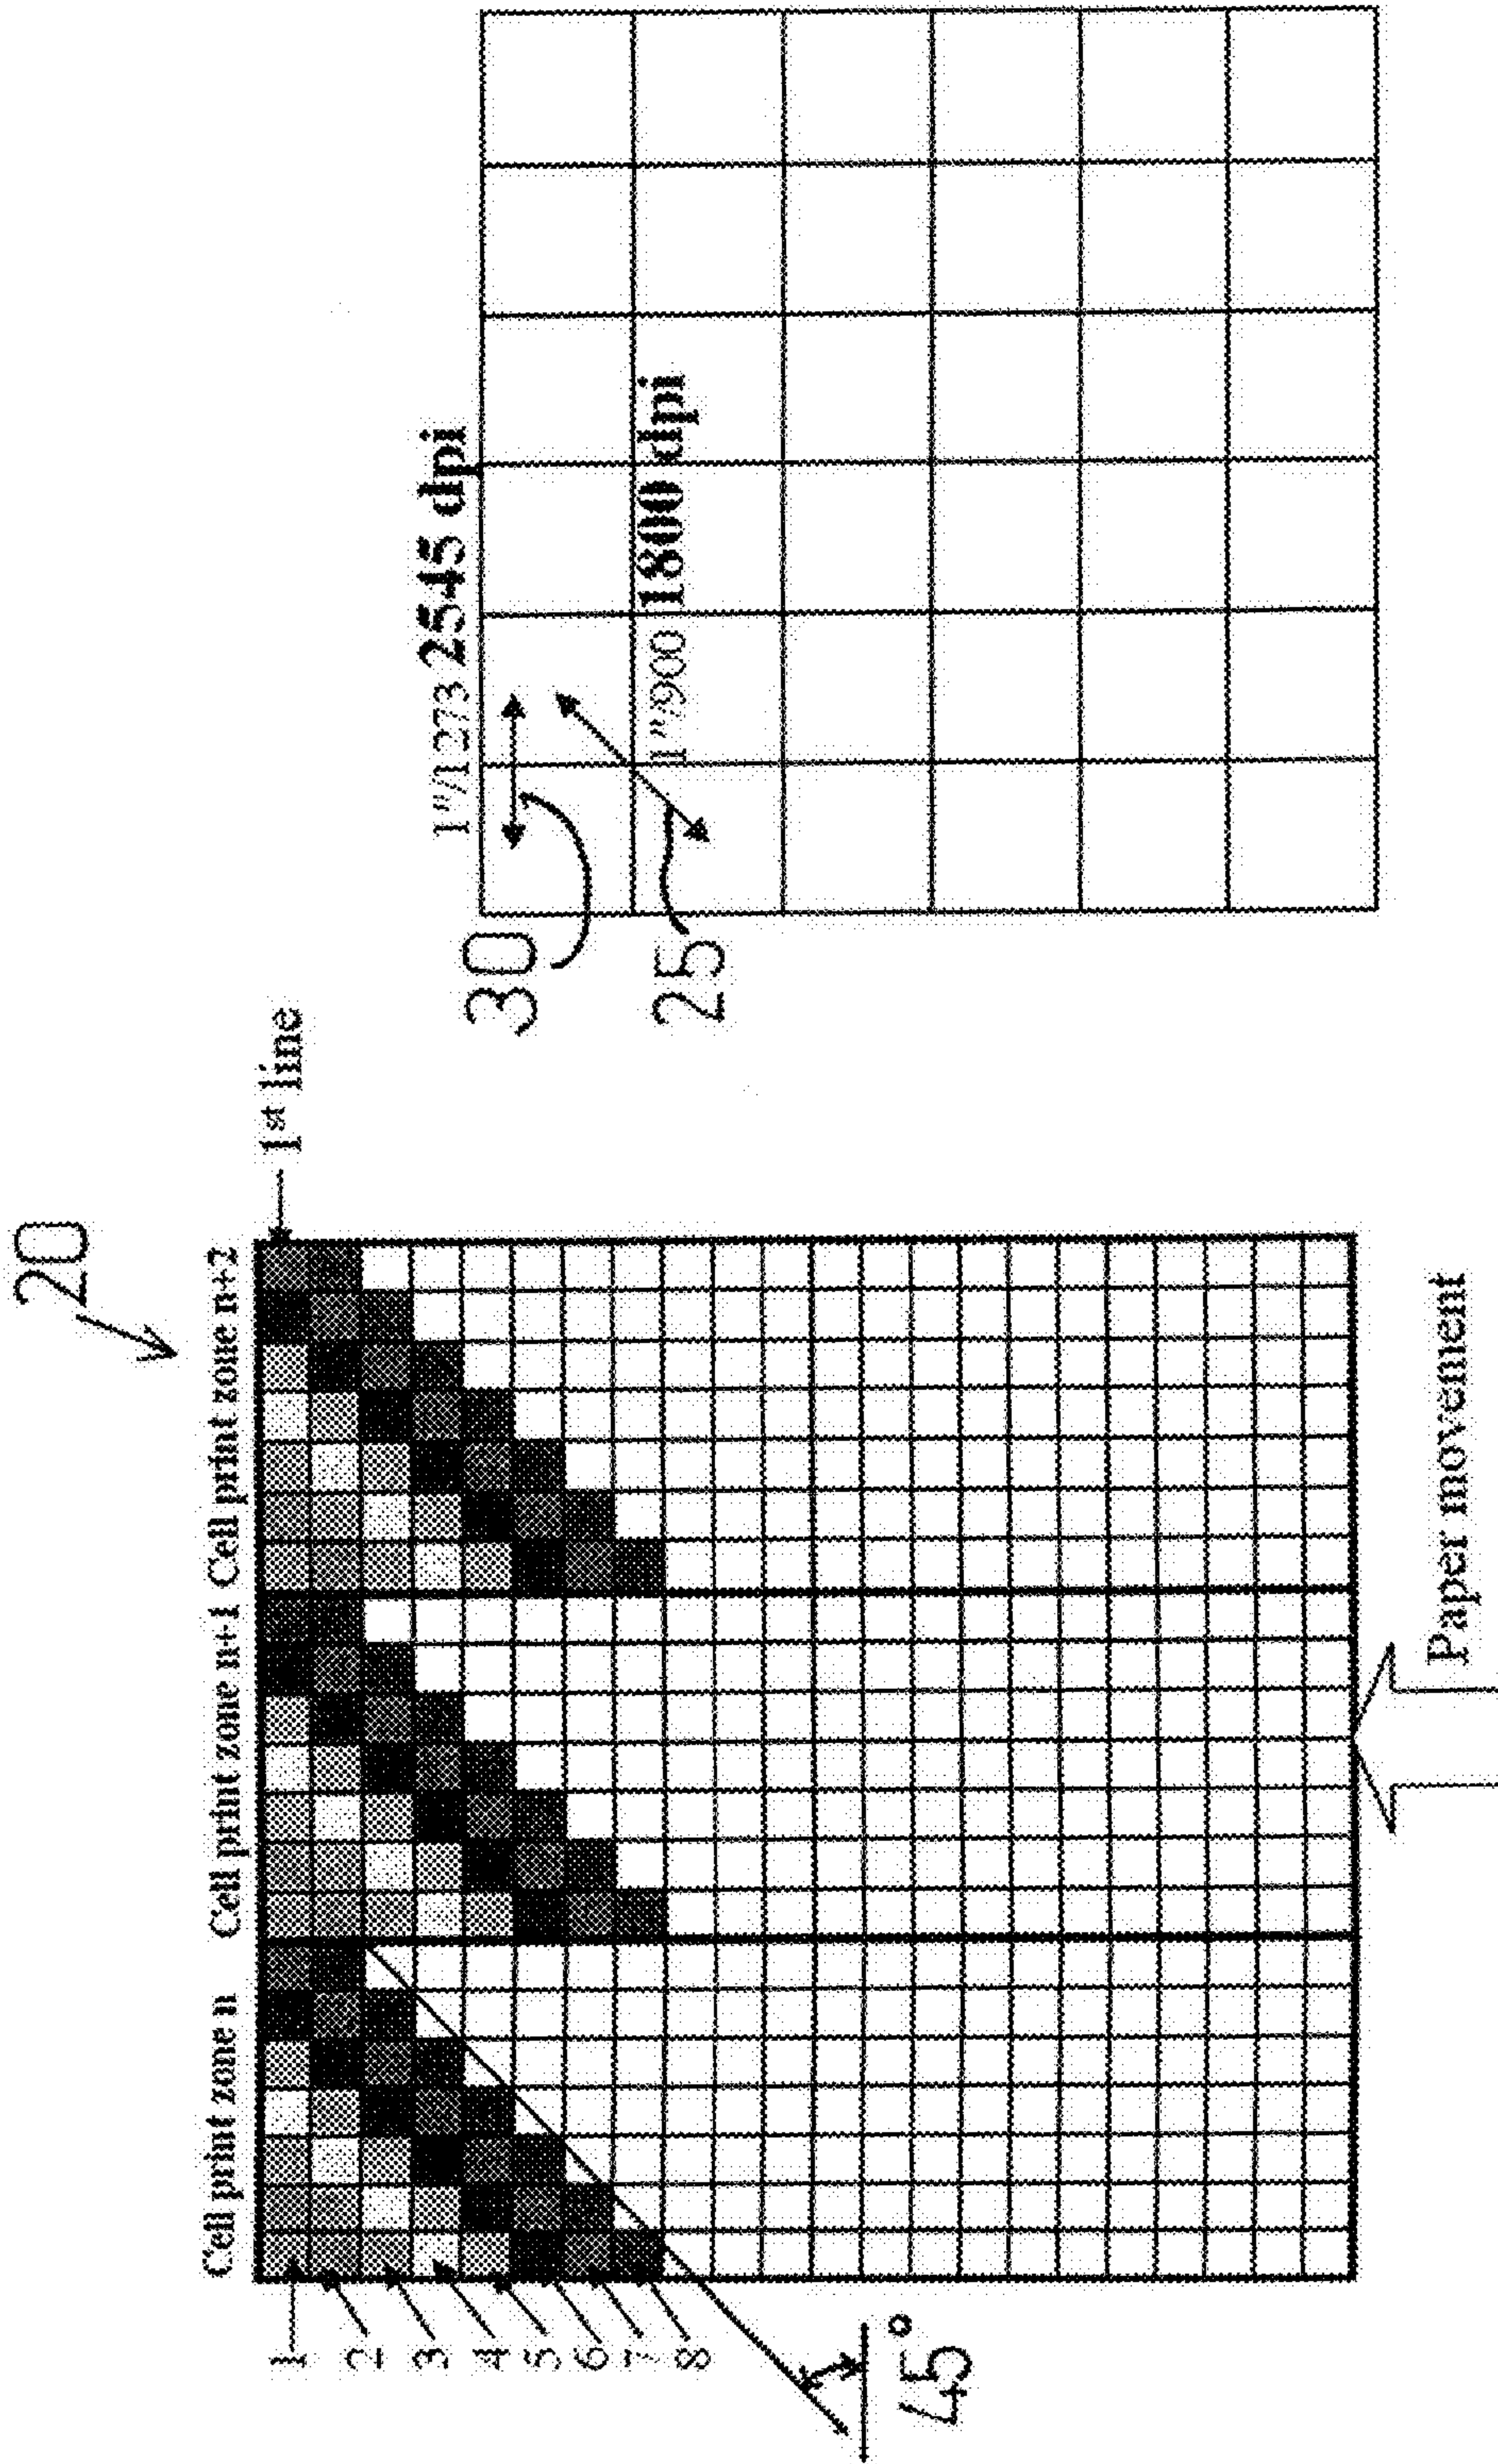 20
Cell print zone n
Cell print zone n+1
Cell print zone n+2
1st line
1
2
3
4
5
6
7
8
45°
Paper movement
1"/1273 2545 dpi
30
1"/900 1800 dpi
25